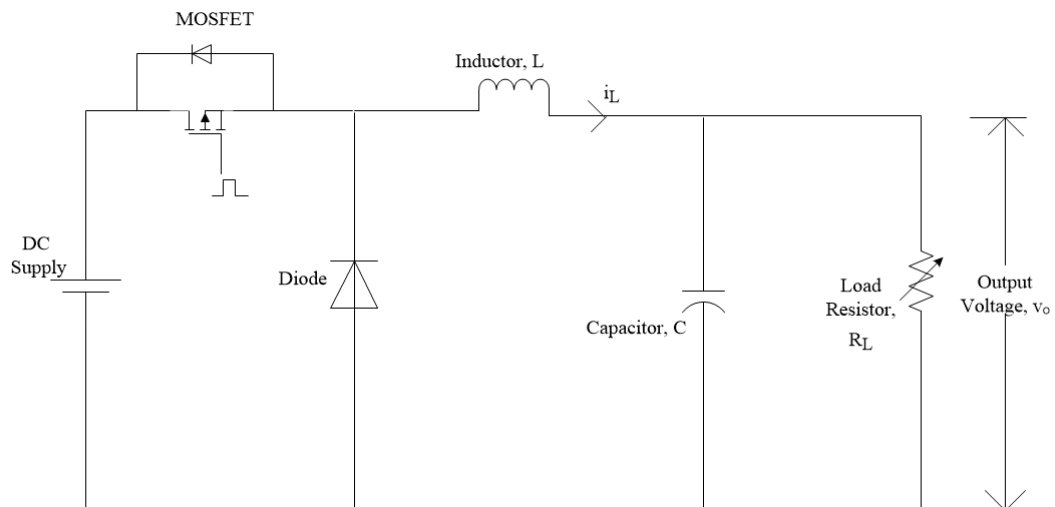 MOSFET
Inductor, L
iL
DC
Supply
Diode
Capacitor, C
Load
Resistor,
RL
Output
Voltage, vo